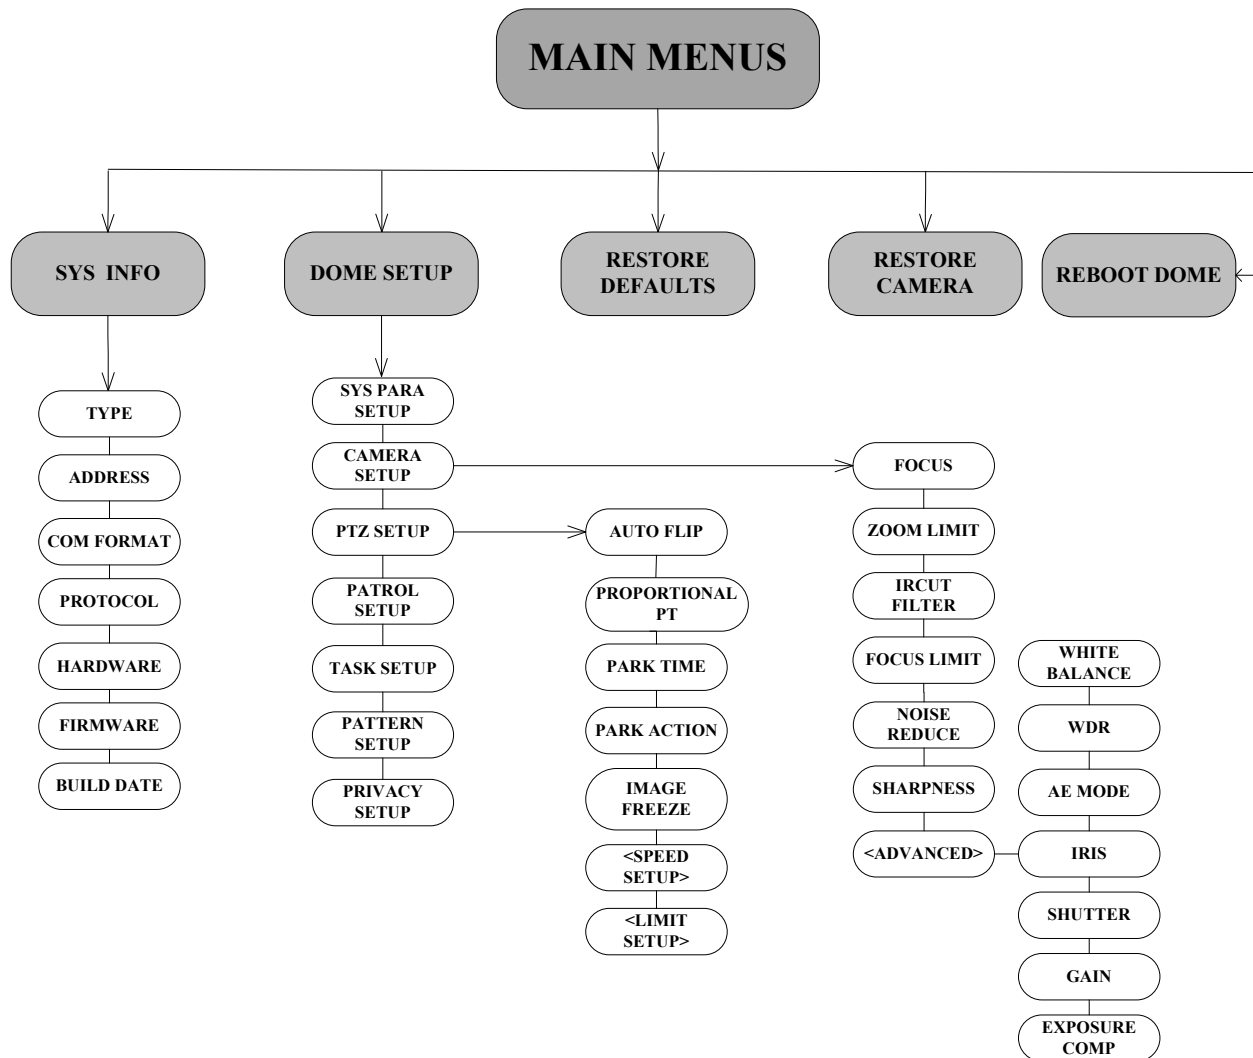 MAIN MENUS
SYS INFO
DOME SETUP
RESTORE
DEFAULTS
RESTORE
CAMERA
REBOOT DOME
TYPE
ADDRESS
COM FORMAT
PROTOCOL
HARDWARE
FIRMWARE
BUILD DATE
SYS PARA
SETUP
CAMERA
SETUP
PTZ SETUP
PATROL
SETUP
TASK SETUP
PATTERN
SETUP
PRIVACY
SETUP
AUTO FLIP
PROPORTIONAL
PT
PARK TIME
PARK ACTION
IMAGE
FREEZE
<SPEED
SETUP>
<LIMIT
SETUP>
FOCUS
ZOOM LIMIT
IRCUT
FILTER
FOCUS LIMIT
NOISE
REDUCE
SHARPNESS
<ADVANCED>
WHITE
BALANCE
WDR
AE MODE
IRIS
SHUTTER
GAIN
EXPOSURE
COMP